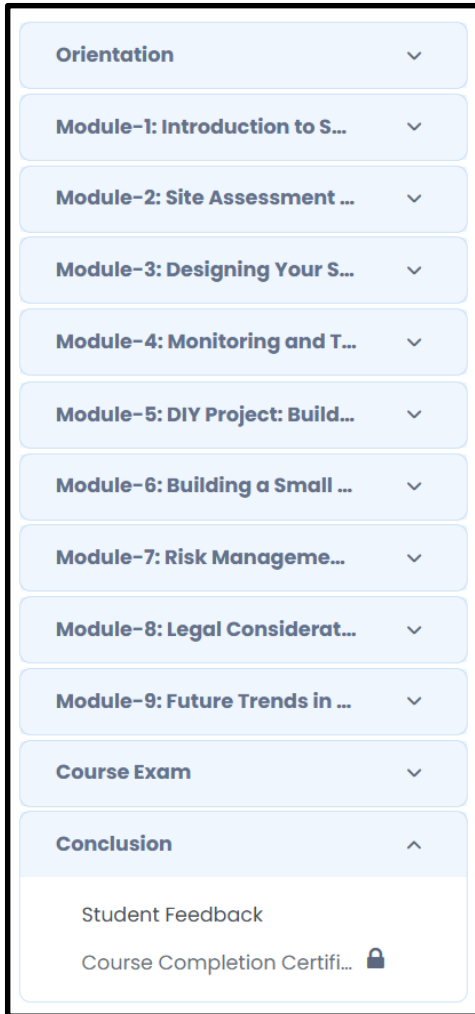 Orientation
Module-1: Introduction to S...
Module-2: Site Assessment ...
Module-3: Designing Your S...
Module-4: Monitoring and T...
Module-5: DIY Project: Build...
Module-6: Building a Small ...
Module-7: Risk Manageme...
Module-8: Legal Considerat...
Module-9: Future Trends in ...
Course Exam
Conclusion
Student Feedback
Course Completion Certifi...